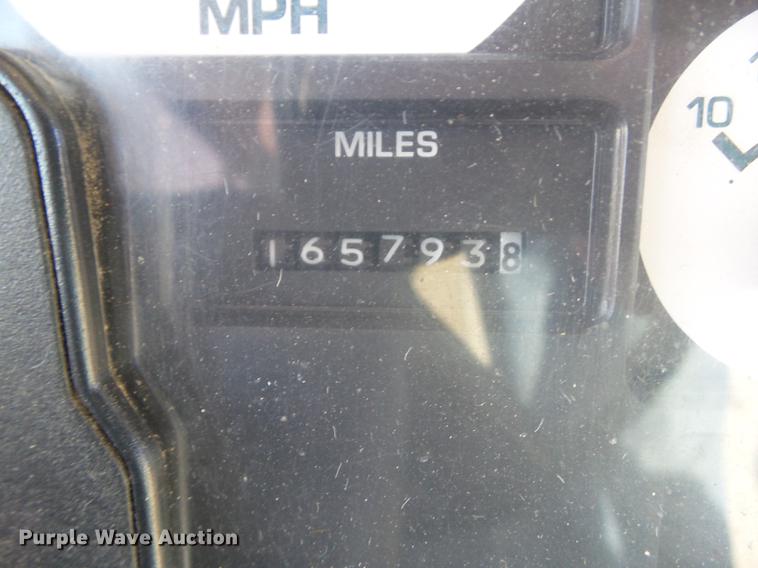 MPH
10
MILES
1657938
Purple Wave Auction